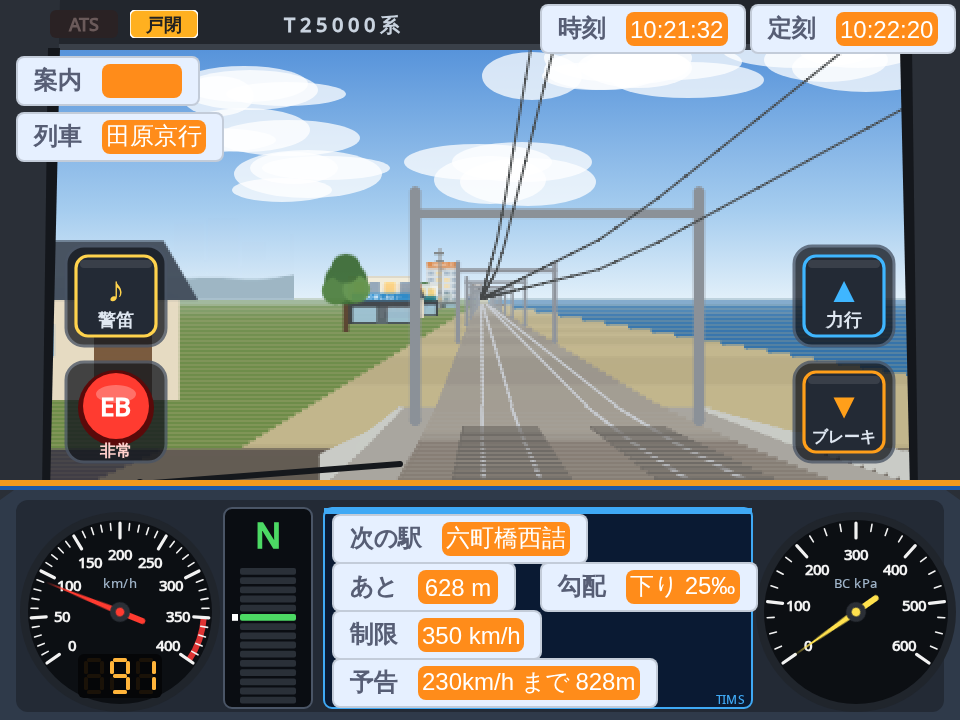 ATS
戸閉
T25000系
時刻 10:21:32
定刻 10:22:20
案内
列車 田原京行
♪
警笛
EB
非常
▲
力行
▼
ブレーキ
km/h
0 50 100 150 200 250 300 350 400
91
N
次の駅 六町橋西詰
あと 628 m
勾配 下り 25‰
制限 350 km/h
予告 230km/h まで 828m
TIMS
BC kPa
0 100 200 300 400 500 600